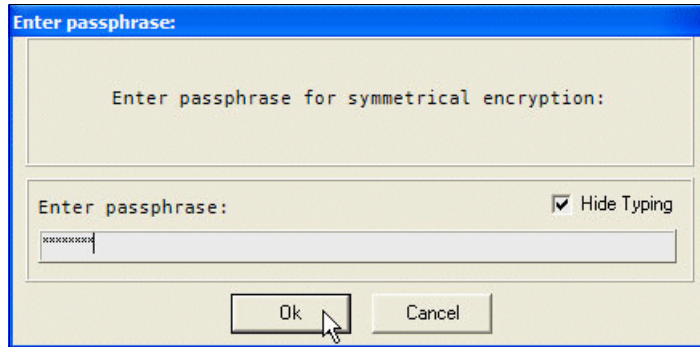 Enter passphrase:
Enter passphrase for symmetrical encryption:
Enter passphrase: Hide Typing
********
Ok Cancel